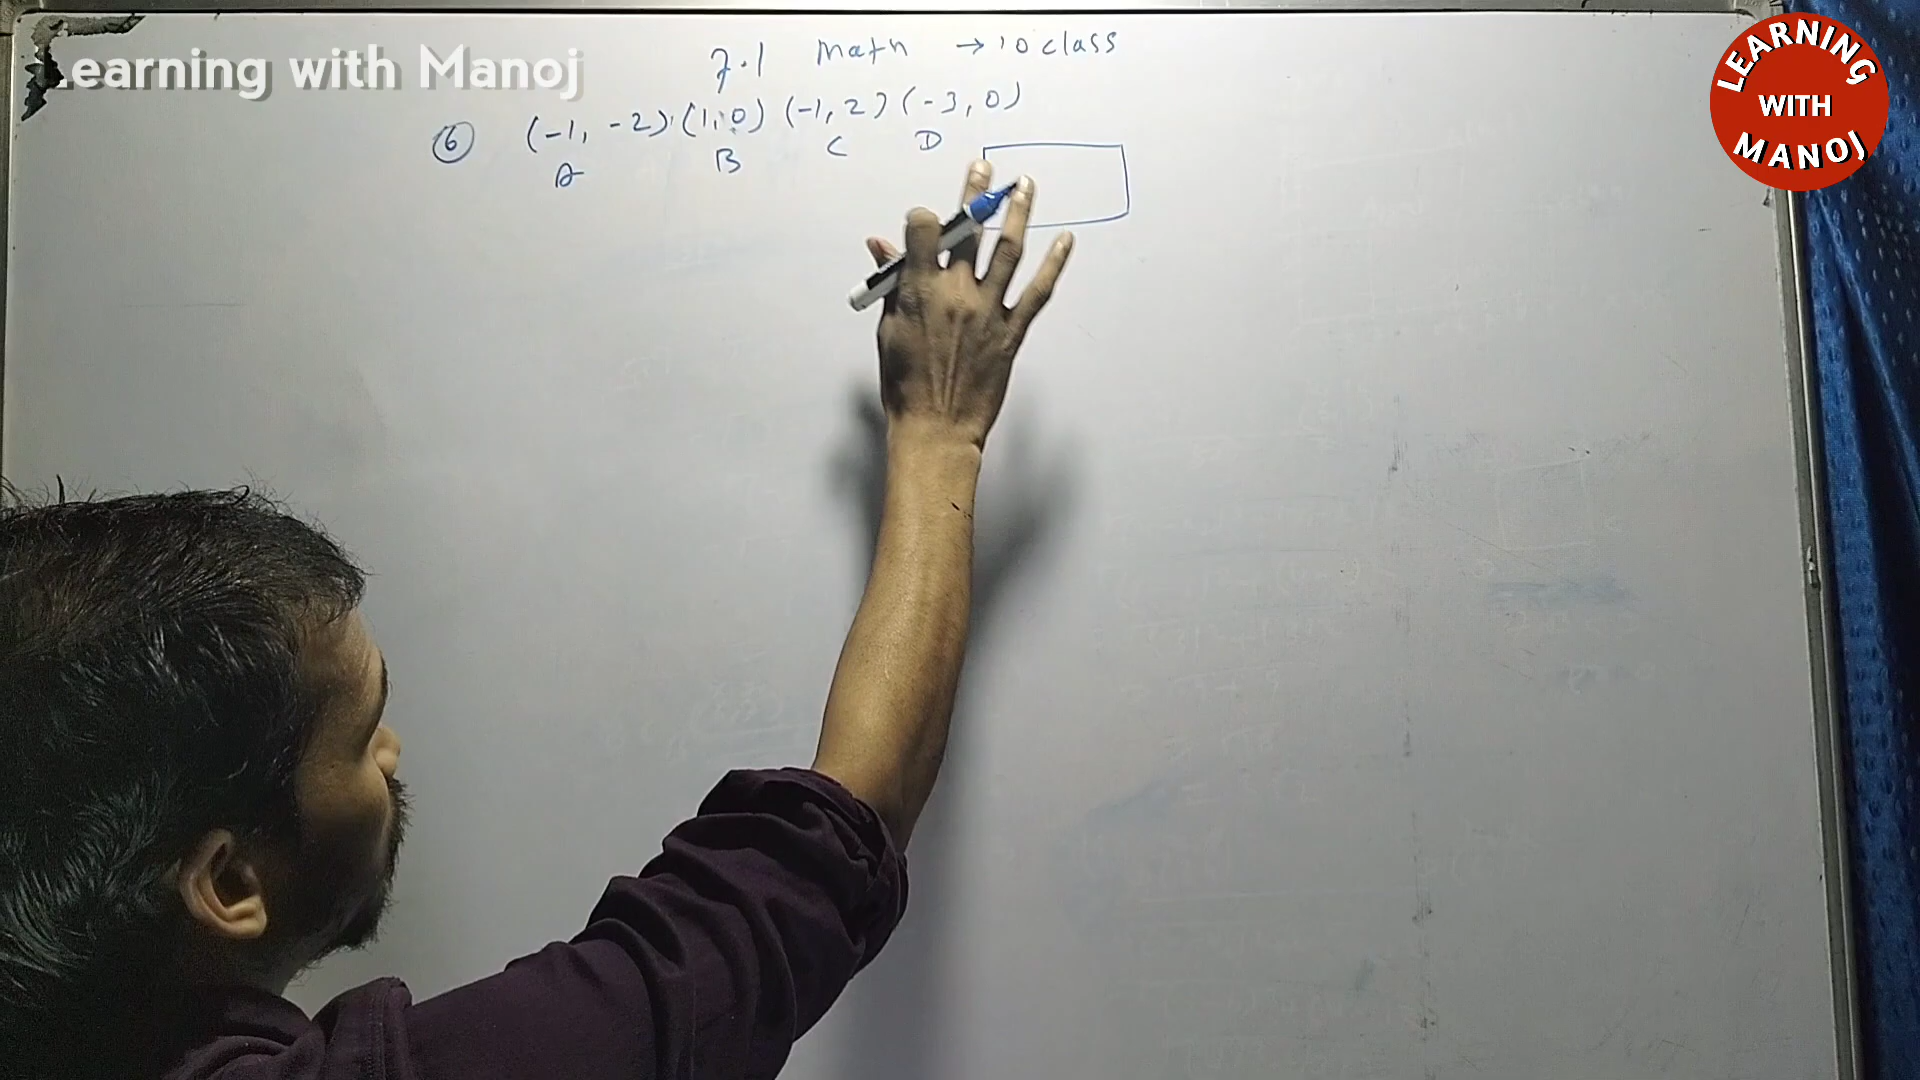 Learning with Manoj
7.1 Math → 10 class
⑥ (-1, -2), (1, 0) (-1, 2) (-3, 0)
A B C D
LEARNING
WITH
MANOJ